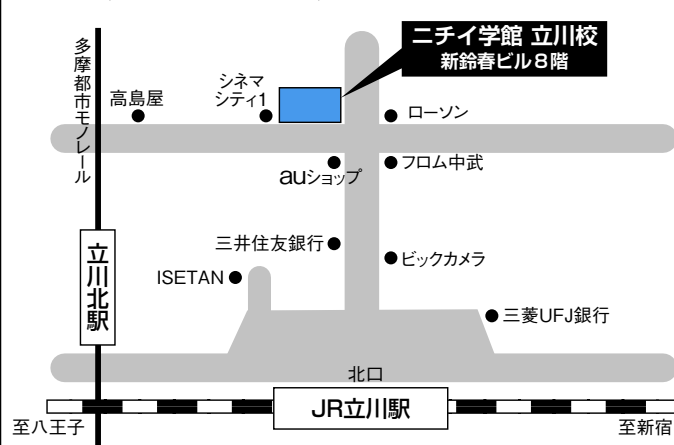 ニチイ学館 立川校
新鈴春ビル8階
多摩都市モノレール
高島屋
シネマ
シティ1
ローソン
auショップ
フロム中武
三井住友銀行
ビックカメラ
ISETAN
立川北駅
三菱UFJ銀行
北口
JR立川駅
至八王子
至新宿